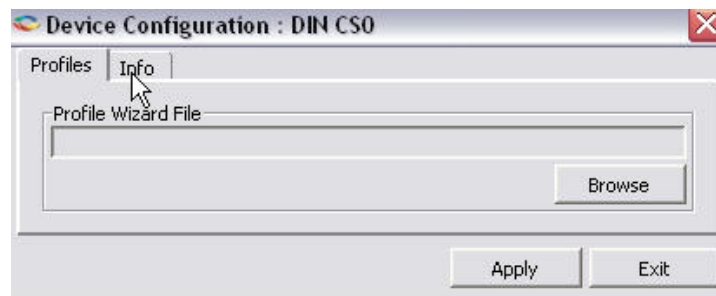 Device Configuration : DIN CS0
Profiles Info
Profile Wizard File
Browse
Apply Exit